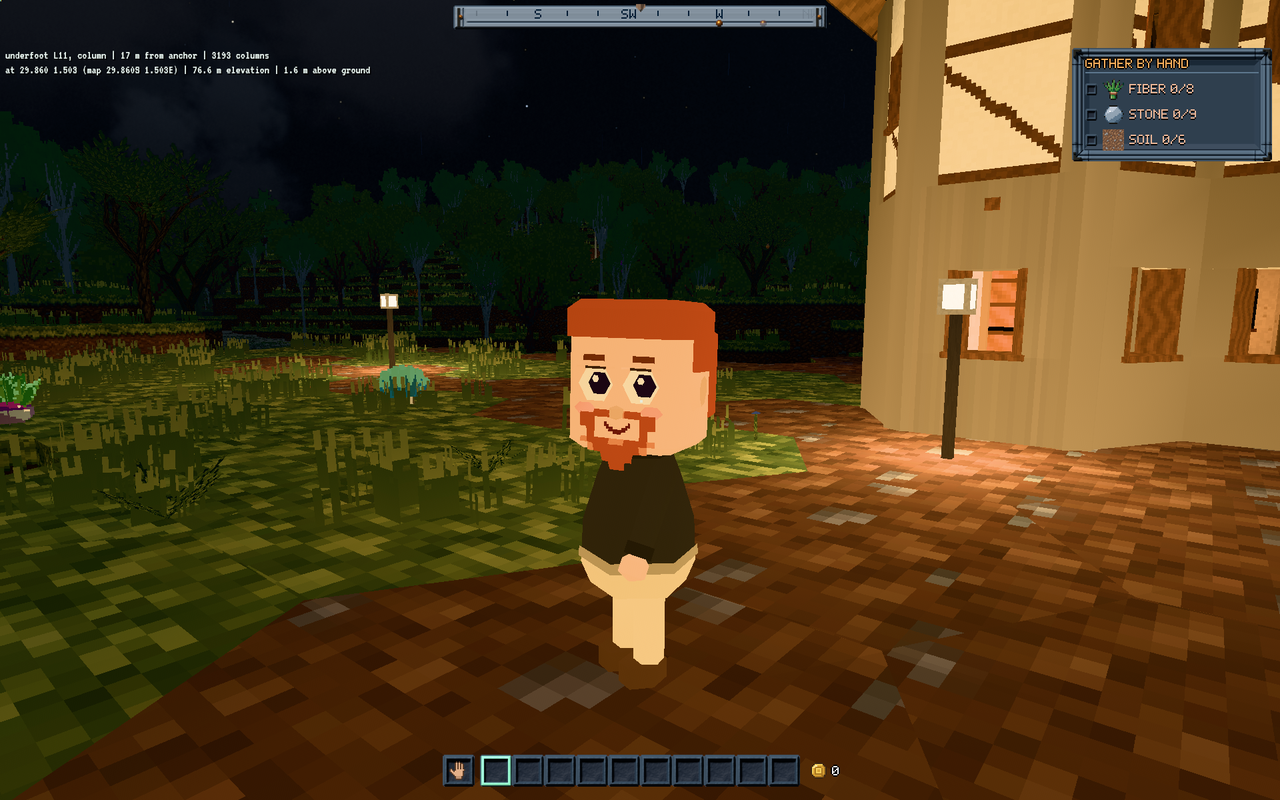 S SW W
underfoot L11, column | 17 m from anchor | 3193 columns
at 29.860 1.503 (map 29.860S 1.503E) | 76.6 m elevation | 1.6 m above ground
GATHER BY HAND
FIBER 0/8
STONE 0/9
SOIL 0/6
0